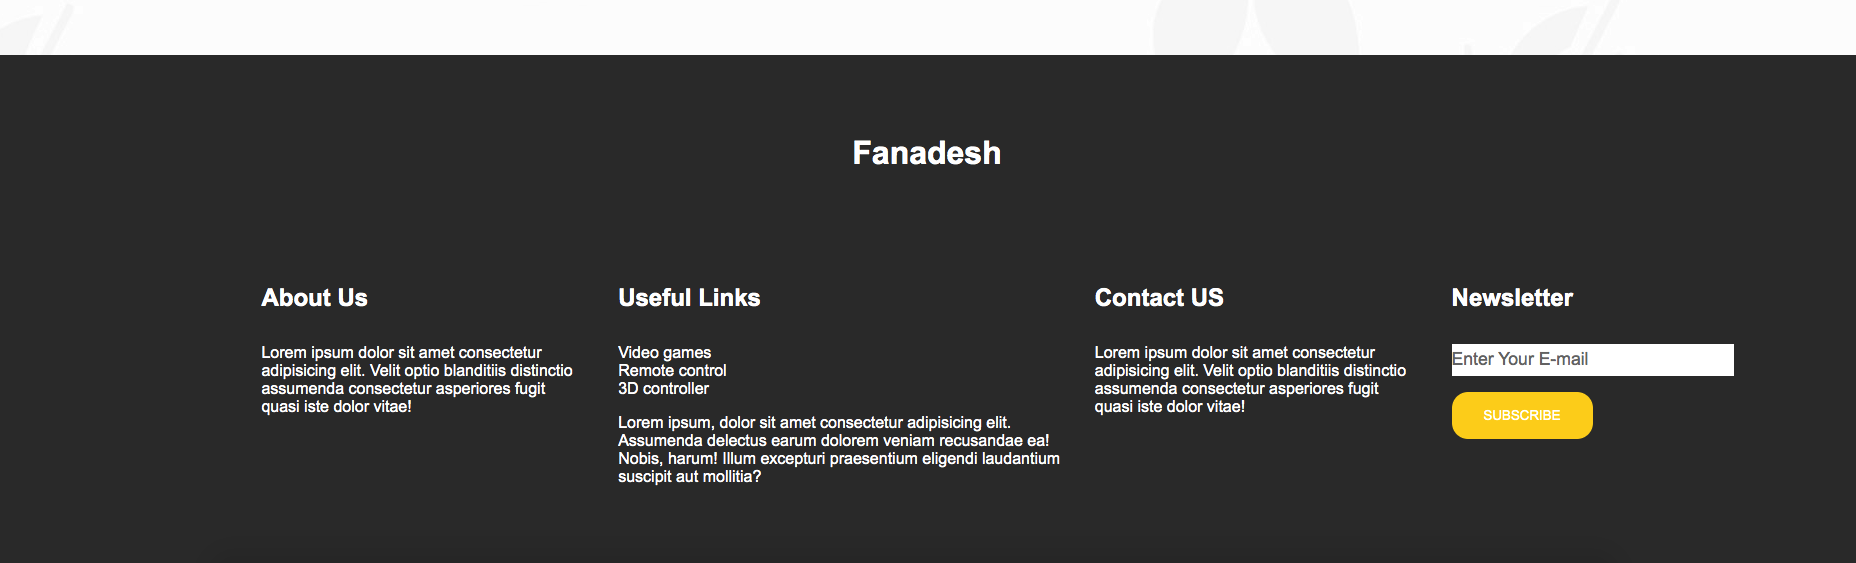 Fanadesh
About Us
Lorem ipsum dolor sit amet consectetur
adipisicing elit. Velit optio blanditiis distinctio
assumenda consectetur asperiores fugit
quasi iste dolor vitae!
Useful Links
Video games
Remote control
3D controller
Lorem ipsum, dolor sit amet consectetur adipisicing elit.
Assumenda delectus earum dolorem veniam recusandae ea!
Nobis, harum! Illum excepturi praesentium eligendi laudantium
suscipit aut mollitia?
Contact US
Lorem ipsum dolor sit amet consectetur
adipisicing elit. Velit optio blanditiis distinctio
assumenda consectetur asperiores fugit
quasi iste dolor vitae!
Newsletter
Enter Your E-mail
SUBSCRIBE